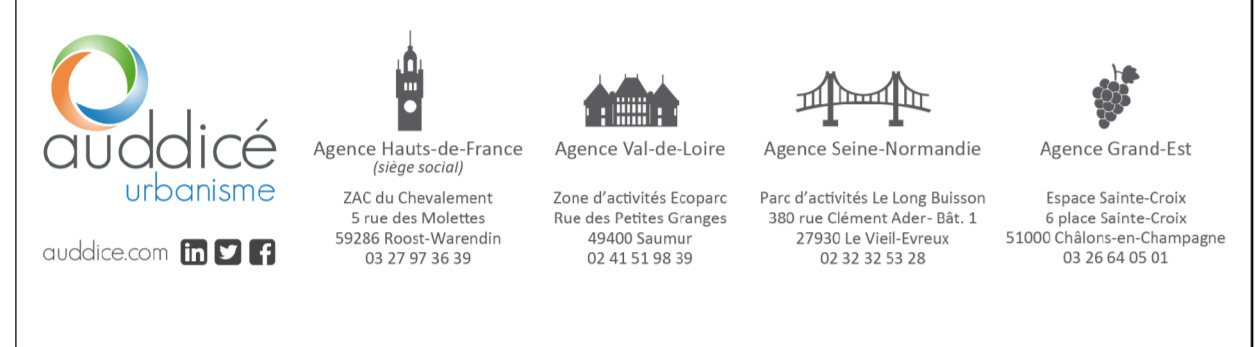 auddicé
urbanisme
auddice.com in f
Agence Hauts-de-France
(siège social)
ZAC du Chevalement
5 rue des Molettes
59286 Roost-Warendin
03 27 97 36 39
Agence Val-de-Loire
Zone d’activités Ecoparc
Rue des Petites Granges
49400 Saumur
02 41 51 98 39
Agence Seine-Normandie
Parc d’activités Le Long Buisson
380 rue Clément Ader- Bât. 1
27930 Le Vieil-Evreux
02 32 32 53 28
Agence Grand-Est
Espace Sainte-Croix
6 place Sainte-Croix
51000 Châlons-en-Champagne
03 26 64 05 01